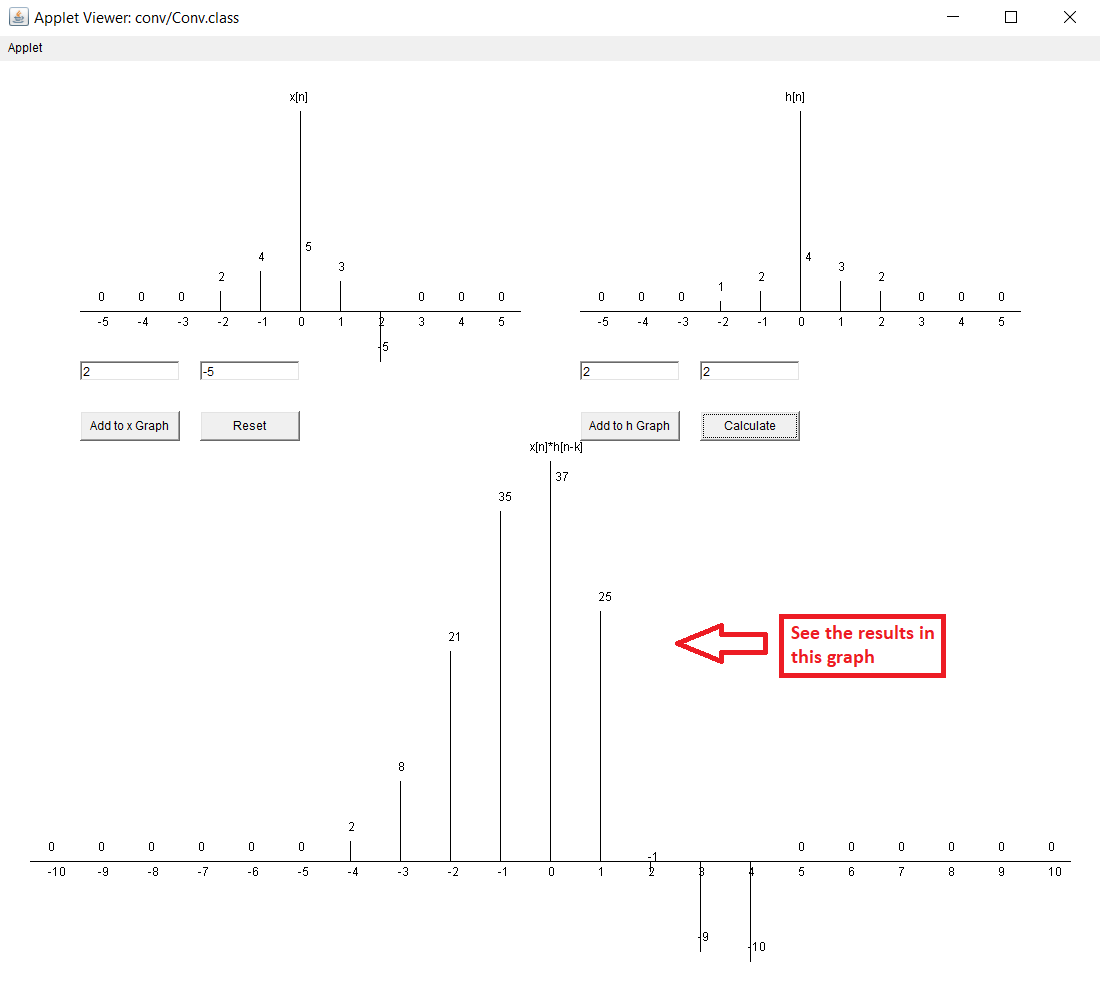 Applet Viewer: conv/Conv.class
Applet
x[n]
h[n]
5
4
4
3
2
2
3
2
1
0 0 0 0 0 0
0 0 0 0 0 0
-5 -4 -3 -2 -1 0 1 2 3 4 5
-5 -4 -3 -2 -1 0 1 2 3 4 5
-5
2
-5
2
2
Add to x Graph
Reset
Add to h Graph
Calculate
x[n]*h[n-k]
37
35
25
See the results in
this graph
21
8
2
0 0 0 0 0 0 -1 0 0 0 0 0 0
-10 -9 -8 -7 -6 -5 -4 -3 -2 -1 0 1 2 3 4 5 6 7 8 9 10
-9
-10